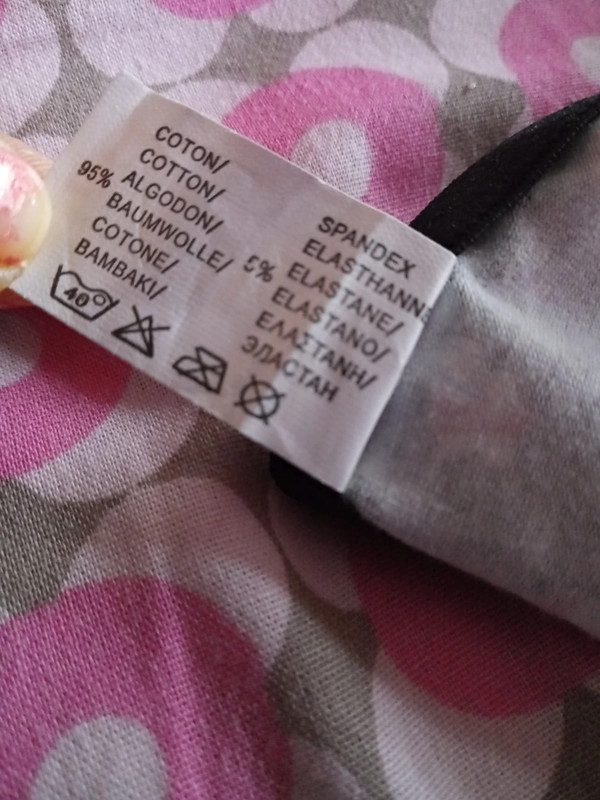 COTON/
COTTON/
95% ALGODON/
BAUMWOLLE/
COTONE/
BAMBAKI/
SPANDEX
ELASTHANNE
5% ELASTANE/
ELASTANO/
ΕΛΑΣΤΑΝΗ/
ЭЛАСТАН
40°